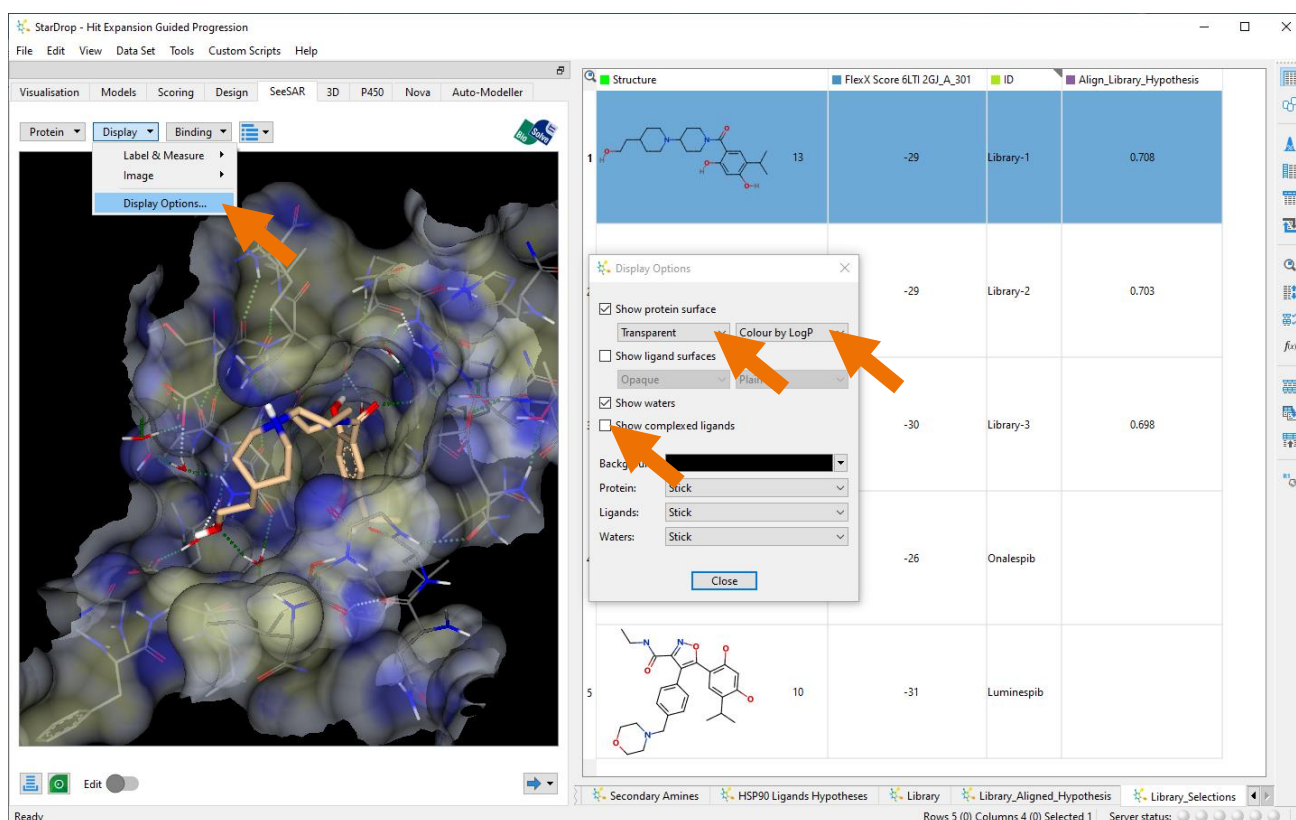 StarDrop - Hit Expansion Guided Progression
File Edit View Data Set Tools Custom Scripts Help
Visualisation Models Scoring Design SeeSAR 3D P450 Nova Auto-Modeller
Protein Display Binding
Bio Solve
Label & Measure
Image
Display Options...
Structure FlexX Score 6LTI 2GJ_A_301 ID Align_Library_Hypothesis
1 13 -29 Library-1 0.708
-29 Library-2 0.703
-30 Library-3 0.698
-26 Onalespib
5 10 -31 Luminespib
Display Options
Show protein surface
Transparent Colour by LogP
Show ligand surfaces
Opaque Plain
Show waters
Show complexed ligands
Protein: Stick
Ligands: Stick
Waters: Stick
Close
Edit
Secondary Amines HSP90 Ligands Hypotheses Library Library_Aligned_Hypothesis Library_Selections
Ready Rows 5 (0) Columns 4 (0) Selected 1 Server status: